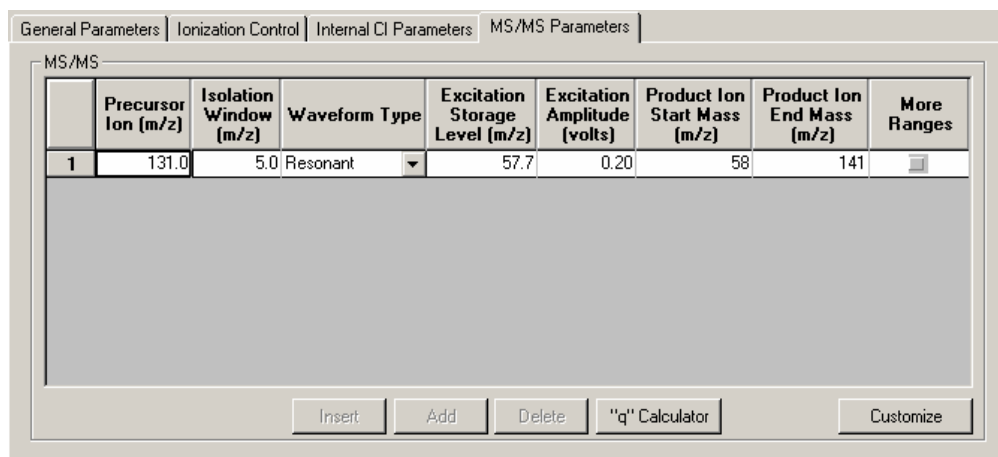 General Parameters Ionization Control Internal CI Parameters MS/MS Parameters
MS/MS
Precursor Ion (m/z) Isolation Window (m/z) Waveform Type Excitation Storage Level (m/z) Excitation Amplitude (volts) Product Ion Start Mass (m/z) Product Ion End Mass (m/z) More Ranges
1 131.0 5.0 Resonant 57.7 0.20 58 141
Insert Add Delete "q" Calculator Customize